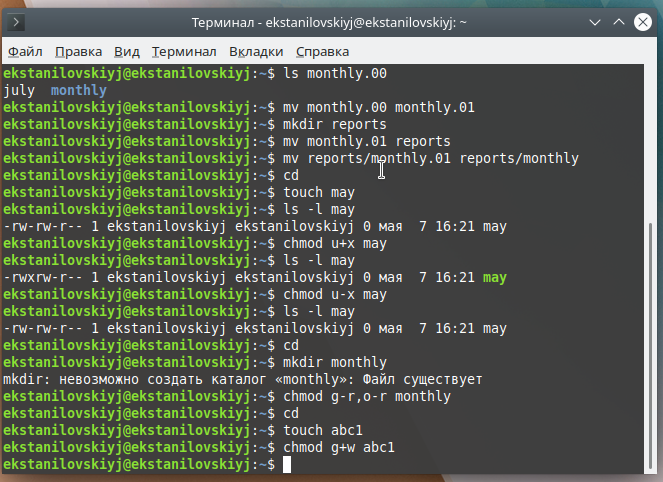 Терминал - ekstanilovskiyj@ekstanilovskiyj: ~
Файл Правка Вид Терминал Вкладки Справка
ekstanilovskiyj@ekstanilovskiyj:~$ ls monthly.00
july  monthly
ekstanilovskiyj@ekstanilovskiyj:~$ mv monthly.00 monthly.01
ekstanilovskiyj@ekstanilovskiyj:~$ mkdir reports
ekstanilovskiyj@ekstanilovskiyj:~$ mv monthly.01 reports
ekstanilovskiyj@ekstanilovskiyj:~$ mv reports/monthly.01 reports/monthly
ekstanilovskiyj@ekstanilovskiyj:~$ cd
ekstanilovskiyj@ekstanilovskiyj:~$ touch may
ekstanilovskiyj@ekstanilovskiyj:~$ ls -l may
-rw-rw-r-- 1 ekstanilovskiyj ekstanilovskiyj 0 мая  7 16:21 may
ekstanilovskiyj@ekstanilovskiyj:~$ chmod u+x may
ekstanilovskiyj@ekstanilovskiyj:~$ ls -l may
-rwxrw-r-- 1 ekstanilovskiyj ekstanilovskiyj 0 мая  7 16:21 may
ekstanilovskiyj@ekstanilovskiyj:~$ chmod u-x may
ekstanilovskiyj@ekstanilovskiyj:~$ ls -l may
-rw-rw-r-- 1 ekstanilovskiyj ekstanilovskiyj 0 мая  7 16:21 may
ekstanilovskiyj@ekstanilovskiyj:~$ cd
ekstanilovskiyj@ekstanilovskiyj:~$ mkdir monthly
mkdir: невозможно создать каталог «monthly»: Файл существует
ekstanilovskiyj@ekstanilovskiyj:~$ chmod g-r,o-r monthly
ekstanilovskiyj@ekstanilovskiyj:~$ cd
ekstanilovskiyj@ekstanilovskiyj:~$ touch abc1
ekstanilovskiyj@ekstanilovskiyj:~$ chmod g+w abc1
ekstanilovskiyj@ekstanilovskiyj:~$